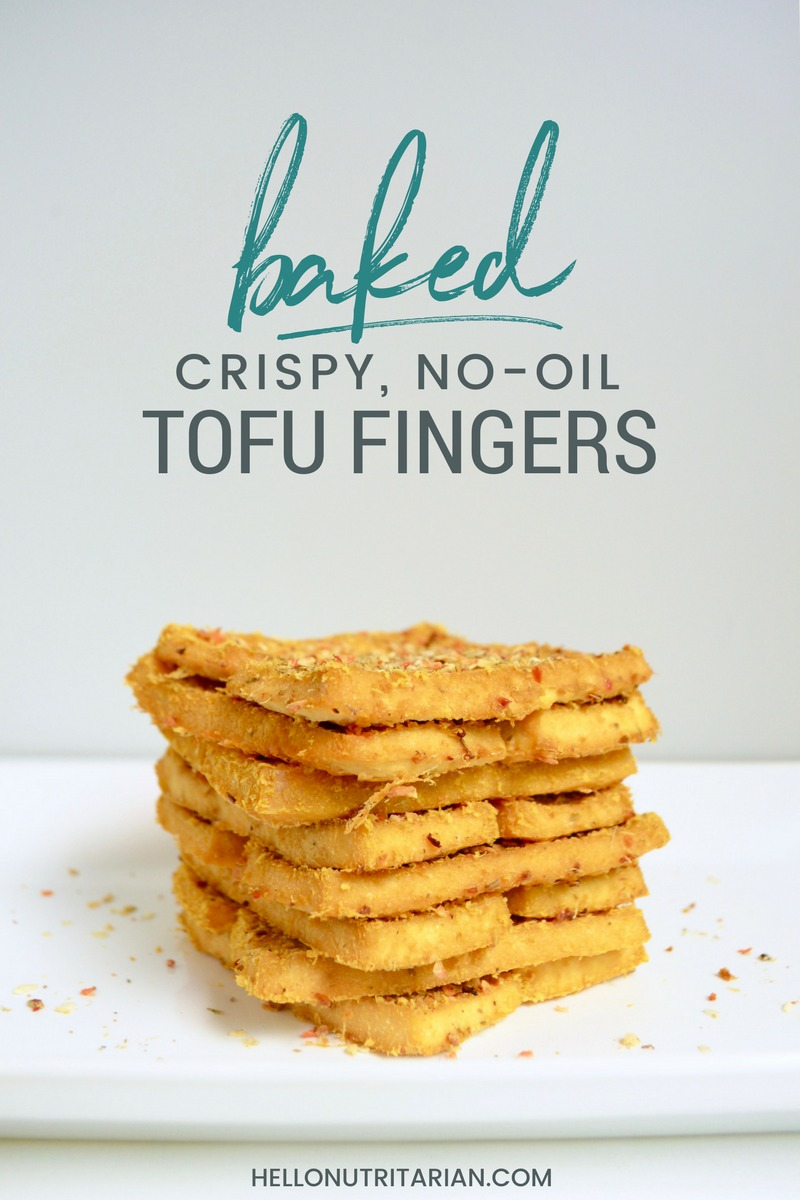 baked
CRISPY, NO-OIL
TOFU FINGERS
HELLONUTRITARIAN.COM